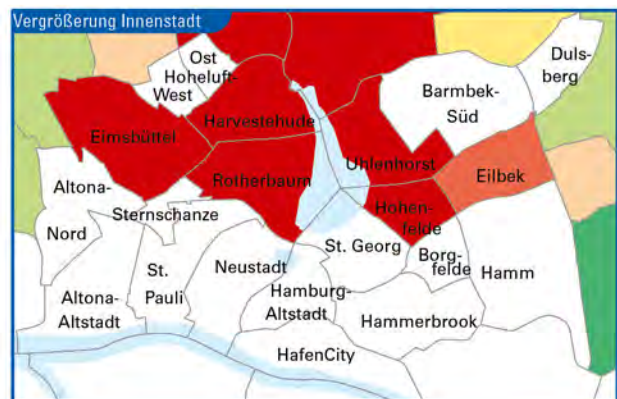 Vergrößerung Innenstadt
Ost
Hoheluft-
West
Duls-
berg
Barmbek-
Süd
Eimsbüttel
Harvestehude
Uhlenhorst
Eilbek
Rotherbaum
Altona-
Nord
Sternschanze
Hohen-
felde
St. Georg
Borg-
felde
Hamm
St.
Pauli
Neustadt
Altona-
Altstadt
Hamburg-
Altstadt
Hammerbrook
HafenCity